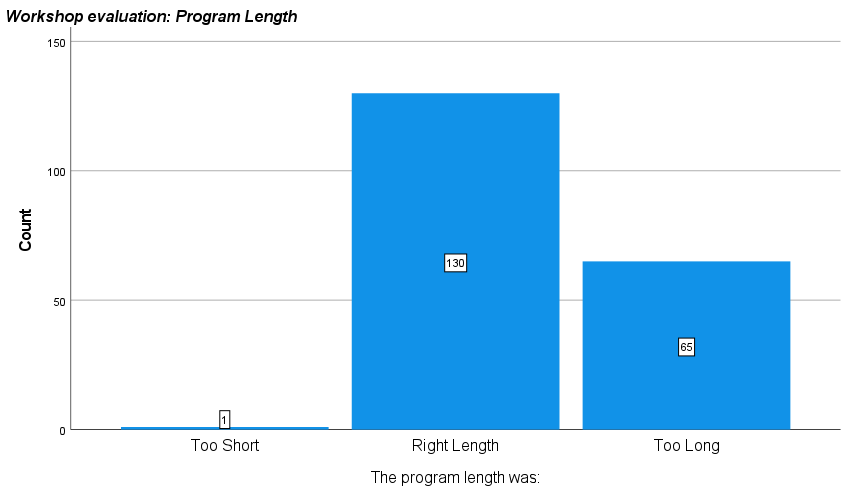 Workshop evaluation: Program Length
150
100
50
0
Count
1
130
65
Too Short
Right Length
Too Long
The program length was: